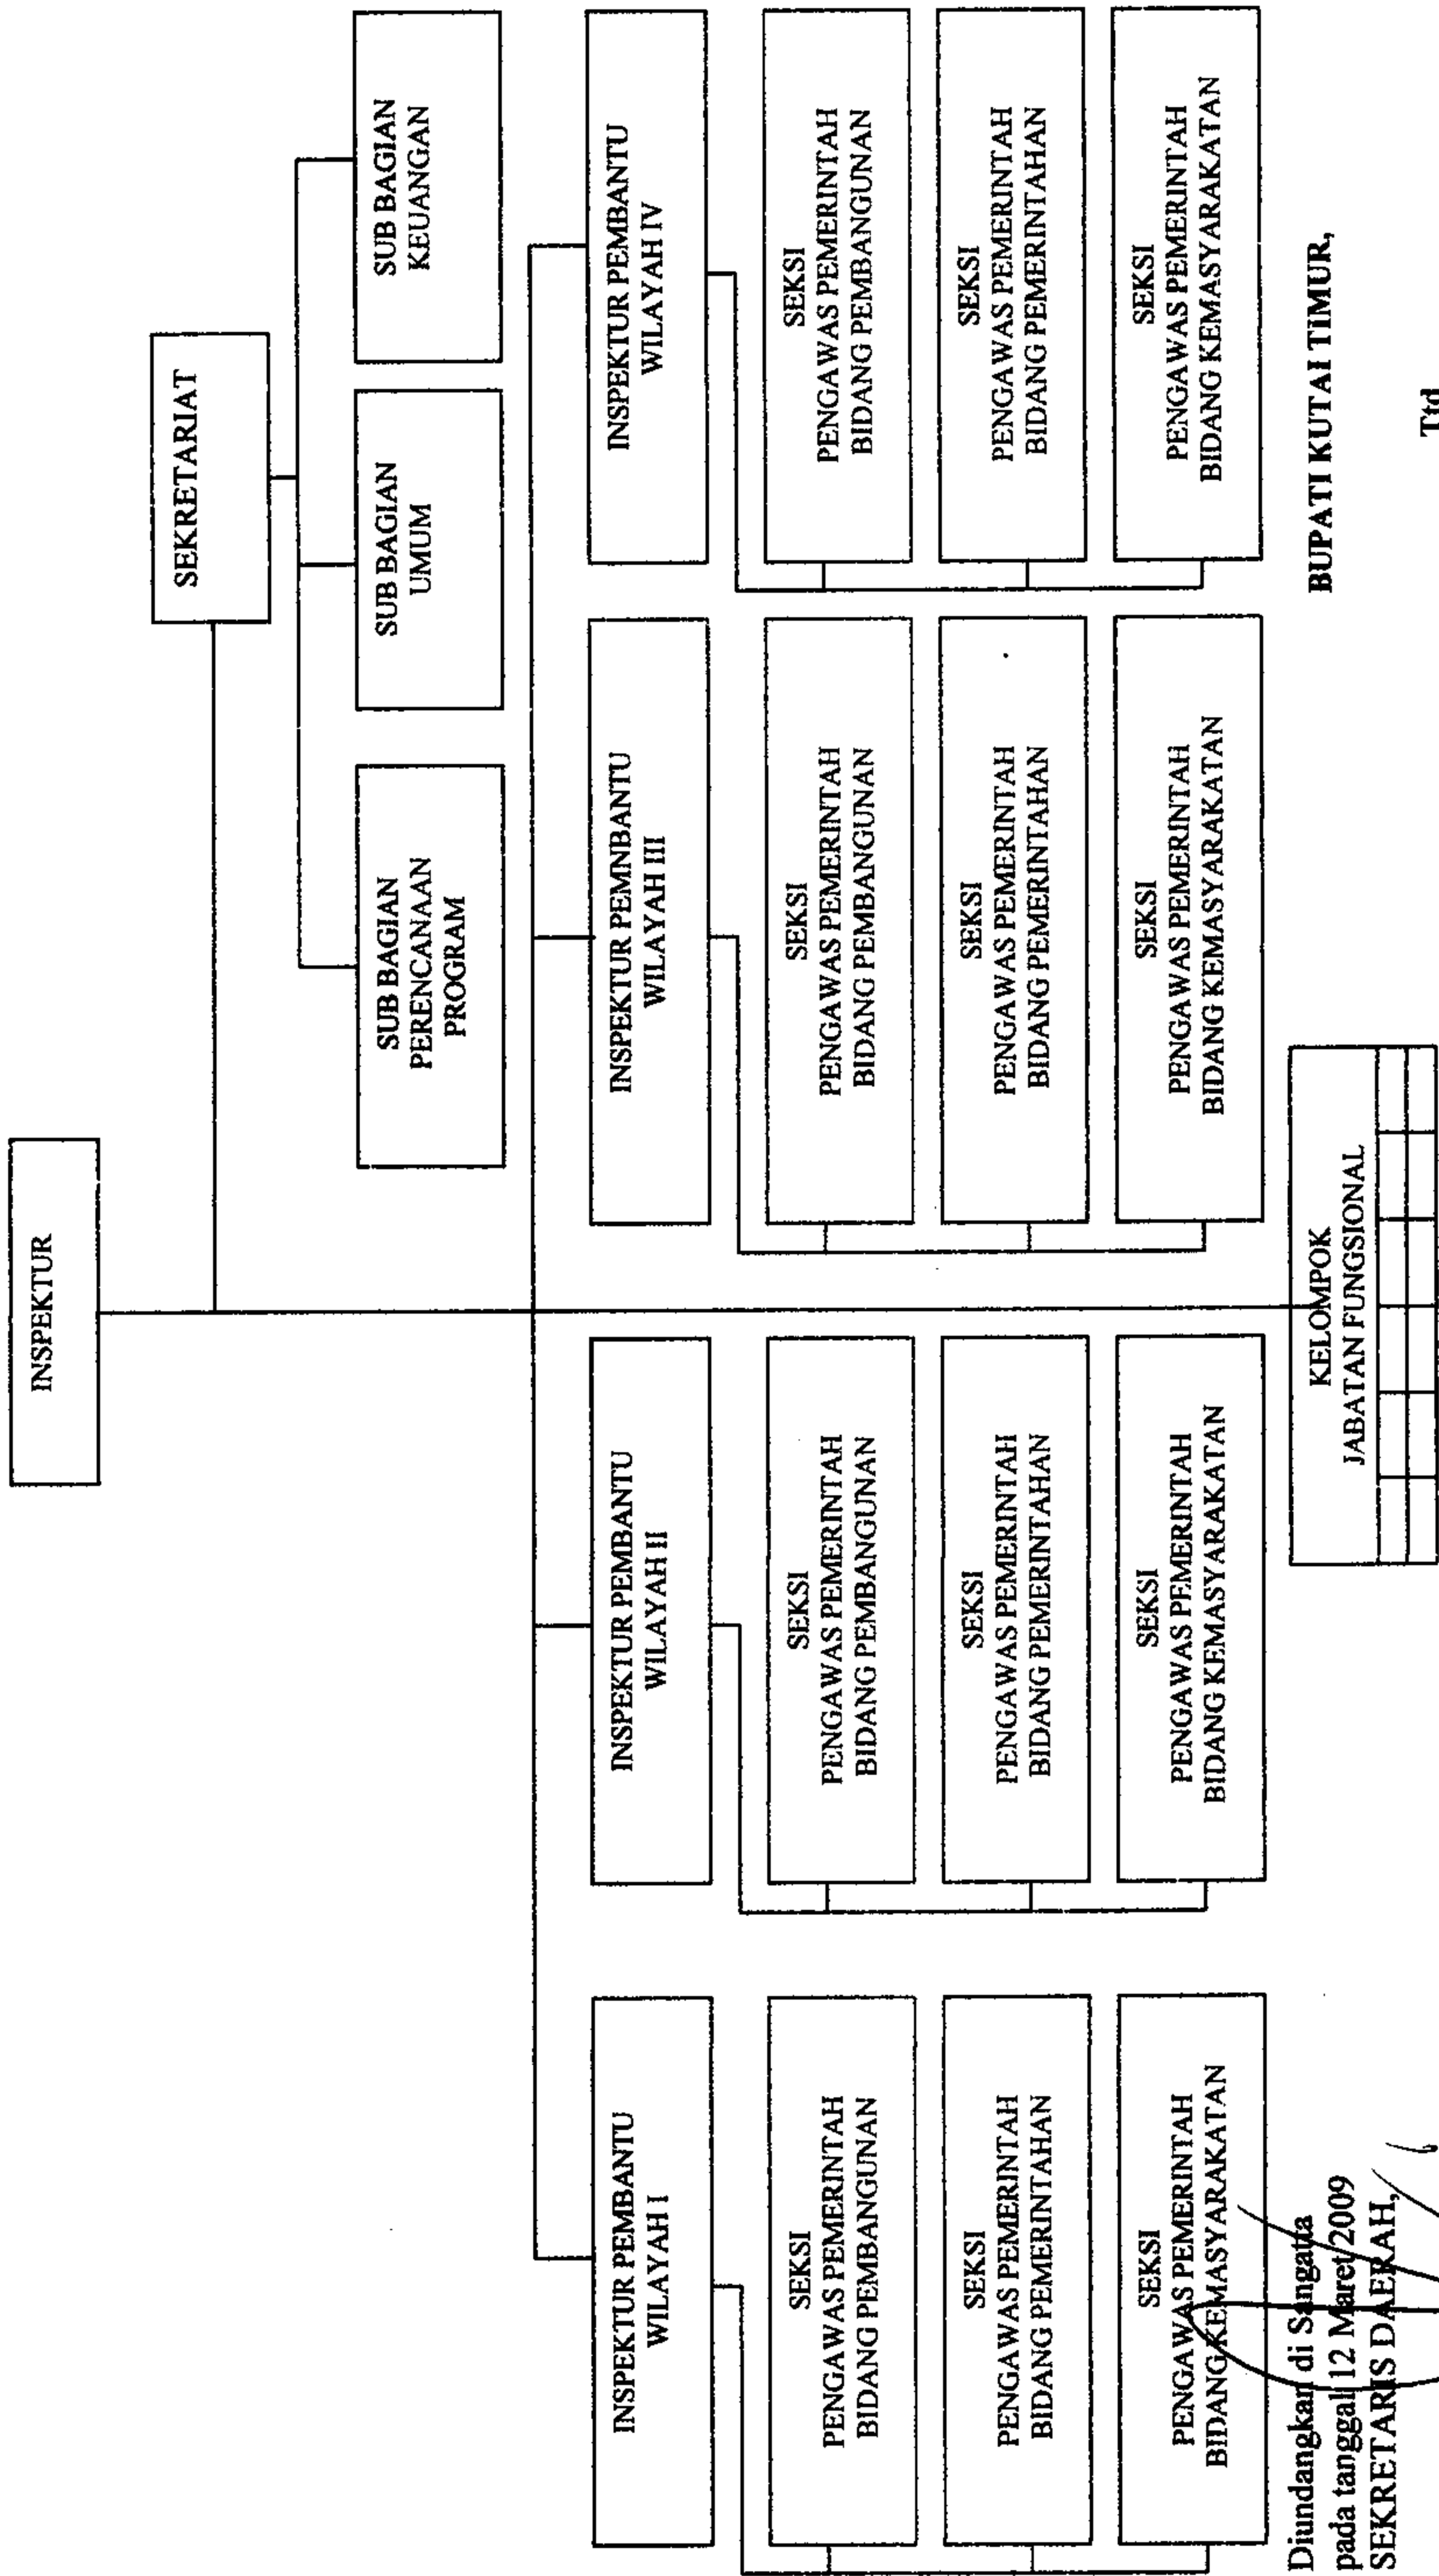 INSPEKTUR
SEKRETARIAT
SUB BAGIAN
PERENCANAAN
PROGRAM
SUB BAGIAN
UMUM
SUB BAGIAN
KEUANGAN
INSPEKTUR PEMBANTU
WILAYAH I
SEKSI
PENGAWAS PEMERINTAH
BIDANG PEMBANGUNAN
SEKSI
PENGAWAS PEMERINTAH
BIDANG PEMERINTAHAN
SEKSI
PENGAWAS PEMERINTAH
BIDANG KEMASYARAKATAN
INSPEKTUR PEMBANTU
WILAYAH II
SEKSI
PENGAWAS PEMERINTAH
BIDANG PEMBANGUNAN
SEKSI
PENGAWAS PEMERINTAH
BIDANG PEMERINTAHAN
SEKSI
PENGAWAS PEMERINTAH
BIDANG KEMASYARAKATAN
INSPEKTUR PEMNBANTU
WILAYAH III
SEKSI
PENGAWAS PEMERINTAH
BIDANG PEMBANGUNAN
SEKSI
PENGAWAS PEMERINTAH
BIDANG PEMERINTAHAN
SEKSI
PENGAWAS PEMERINTAH
BIDANG KEMASYARAKATAN
INSPEKTUR PEMBANTU
WILAYAH IV
SEKSI
PENGAWAS PEMERINTAH
BIDANG PEMBANGUNAN
SEKSI
PENGAWAS PEMERINTAH
BIDANG PEMERINTAHAN
SEKSI
PENGAWAS PEMERINTAH
BIDANG KEMASYARAKATAN
KELOMPOK
JABATAN FUNGSIONAL
Diundangkan di Sangatta
pada tanggal 12 Maret 2009
SEKRETARIS DAERAH,
BUPATI KUTAI TIMUR,
Ttd